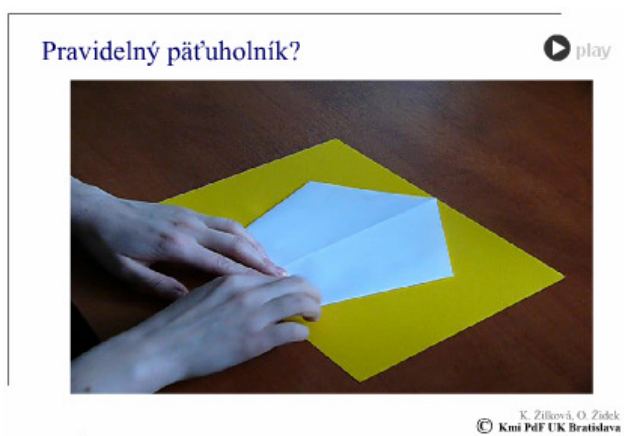 Pravidelný päťuholník?
play
K. Žilková, O. Židek
© Kmi PdF UK Bratislava